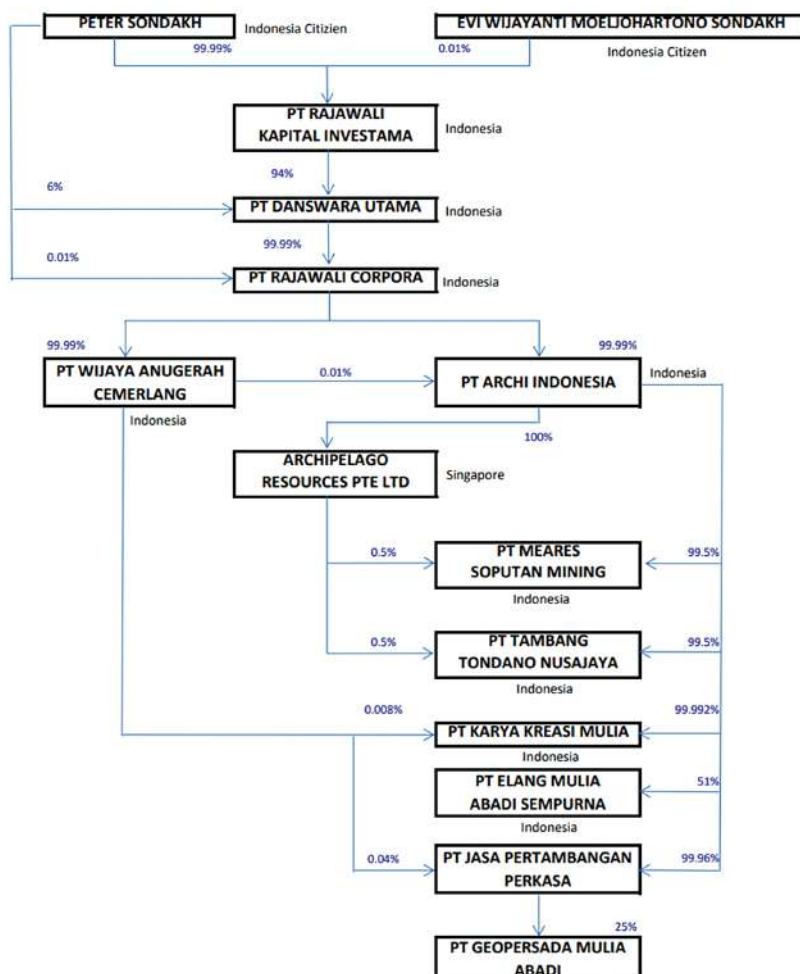 PETER SONDAKH
Indonesia Citizien
EVI WIJAYANTI MOELJOHARTONO SONDAKH
Indonesia Citizen
99.99%
0.01%
PT RAJAWALI
KAPITAL INVESTAMA
Indonesia
94%
6%
PT DANSWARA UTAMA
Indonesia
99.99%
0.01%
PT RAJAWALI CORPORA
Indonesia
99.99%
99.99%
PT WIJAYA ANUGERAH
CEMERLANG
Indonesia
0.01%
PT ARCHI INDONESIA
Indonesia
100%
ARCHIPELAGO
RESOURCES PTE LTD
Singapore
0.5%
PT MEARES
SOPUTAN MINING
99.5%
Indonesia
0.5%
PT TAMBANG
TONDANO NUSAJAYA
99.5%
Indonesia
0.008%
PT KARYA KREASI MULIA
99.992%
Indonesia
PT ELANG MULIA
ABADI SEMPURNA
51%
Indonesia
0.04%
PT JASA PERTAMBANGAN
PERKASA
99.96%
25%
PT GEOPERSADA MULIA
ABADI